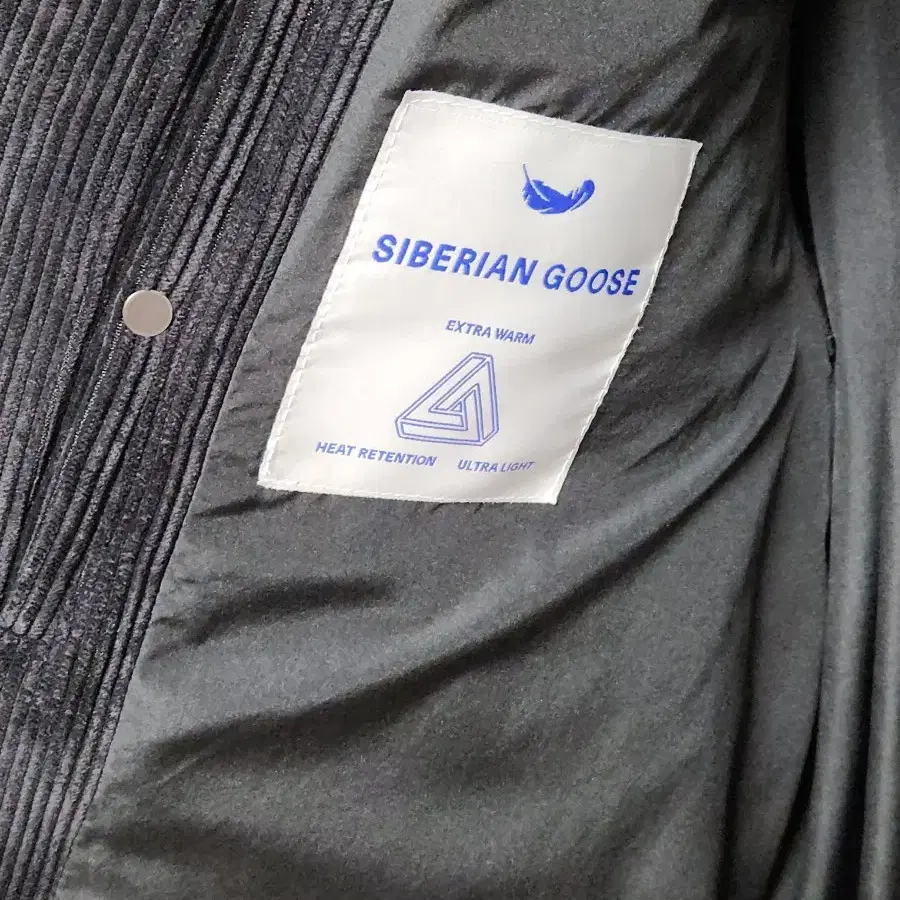 SIBERIAN GOOSE
EXTRA WARM
HEAT RETENTION ULTRA LIGHT